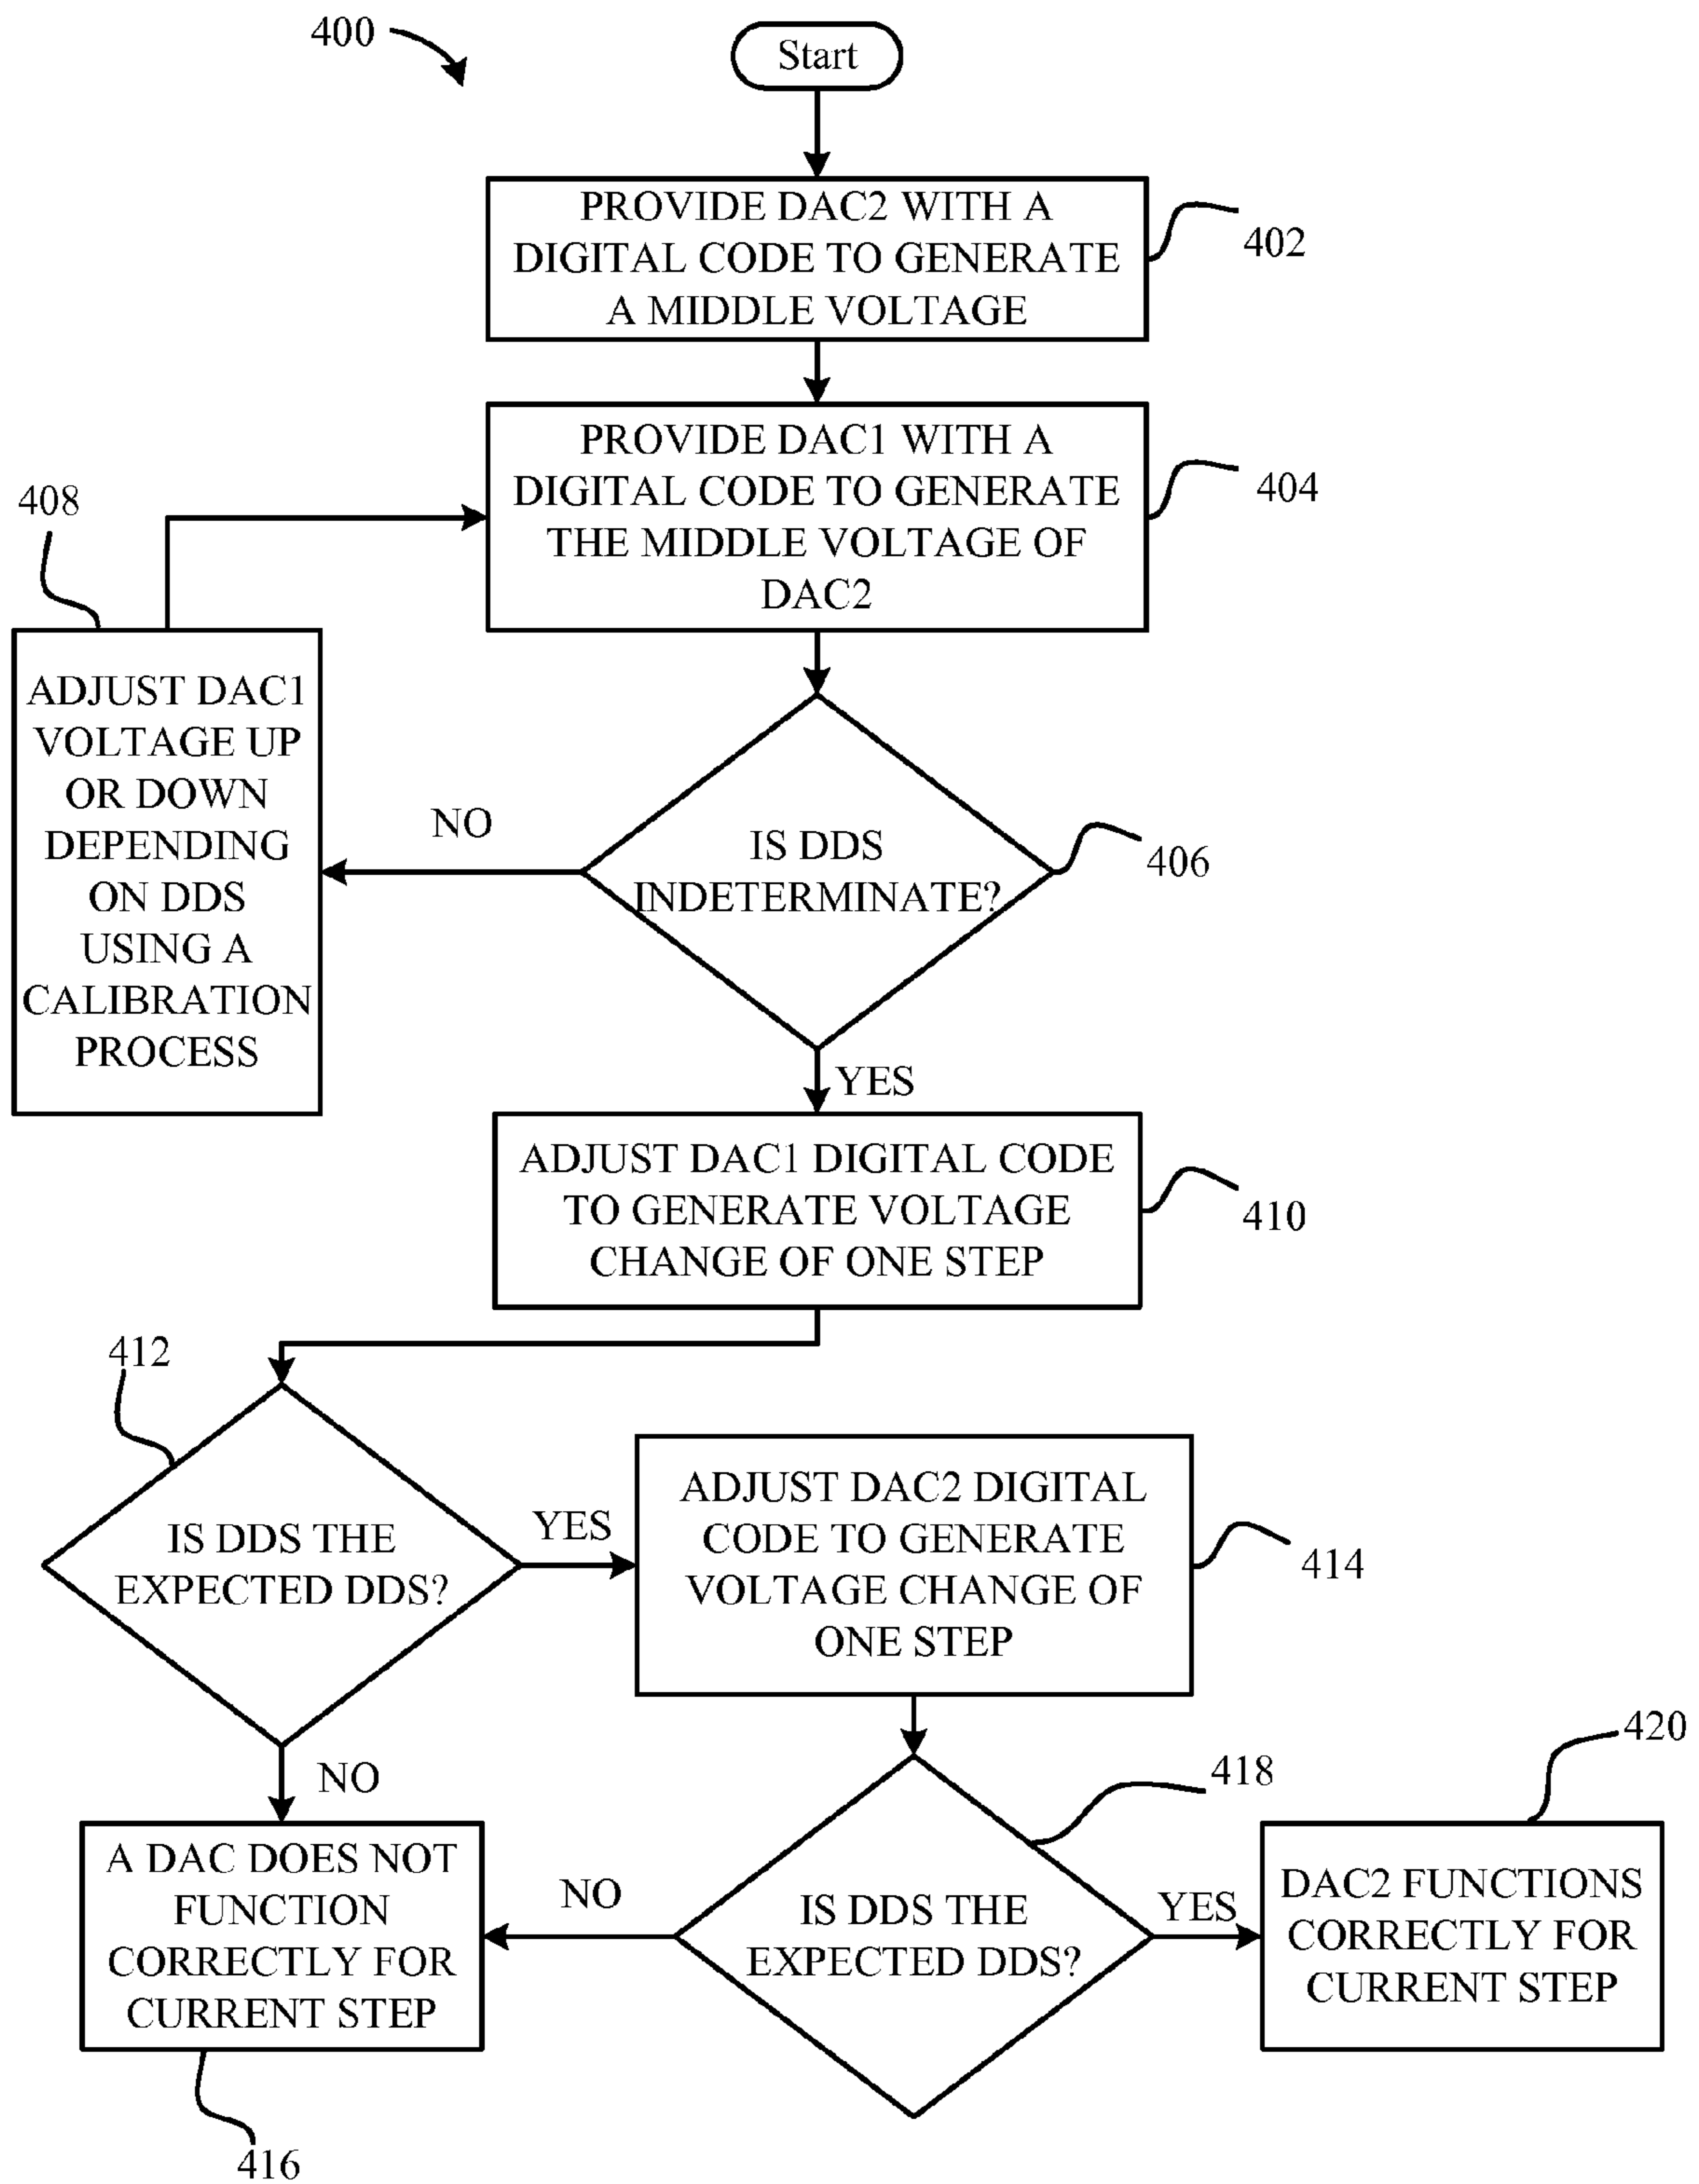 400
Start
PROVIDE DAC2 WITH A
DIGITAL CODE TO GENERATE
A MIDDLE VOLTAGE
402
PROVIDE DAC1 WITH A
DIGITAL CODE TO GENERATE
THE MIDDLE VOLTAGE OF
DAC2
404
408
ADJUST DAC1
VOLTAGE UP
OR DOWN
DEPENDING
ON DDS
USING A
CALIBRATION
PROCESS
NO
IS DDS
INDETERMINATE?
406
YES
ADJUST DAC1 DIGITAL CODE
TO GENERATE VOLTAGE
CHANGE OF ONE STEP
410
412
IS DDS THE
EXPECTED DDS?
YES
ADJUST DAC2 DIGITAL
CODE TO GENERATE
VOLTAGE CHANGE OF
ONE STEP
414
NO
A DAC DOES NOT
FUNCTION
CORRECTLY FOR
CURRENT STEP
416
NO
IS DDS THE
EXPECTED DDS?
418
YES
DAC2 FUNCTIONS
CORRECTLY FOR
CURRENT STEP
420